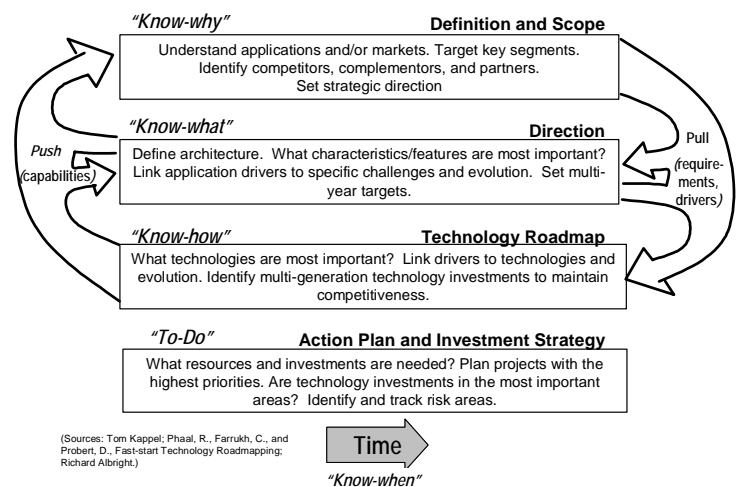 “Know-why” Definition and Scope
Understand applications and/or markets. Target key segments.
Identify competitors, complementors, and partners.
Set strategic direction
“Know-what” Direction
Define architecture. What characteristics/features are most important?
Link application drivers to specific challenges and evolution. Set multi-
year targets.
Push
(capabilities)
Pull
(require-
ments,
drivers)
“Know-how” Technology Roadmap
What technologies are most important? Link drivers to technologies and
evolution. Identify multi-generation technology investments to maintain
competitiveness.
“To-Do” Action Plan and Investment Strategy
What resources and investments are needed? Plan projects with the
highest priorities. Are technology investments in the most important
areas? Identify and track risk areas.
(Sources: Tom Kappel; Phaal, R., Farrukh, C., and
Probert, D., Fast-start Technology Roadmapping;
Richard Albright.)
Time
“Know-when”